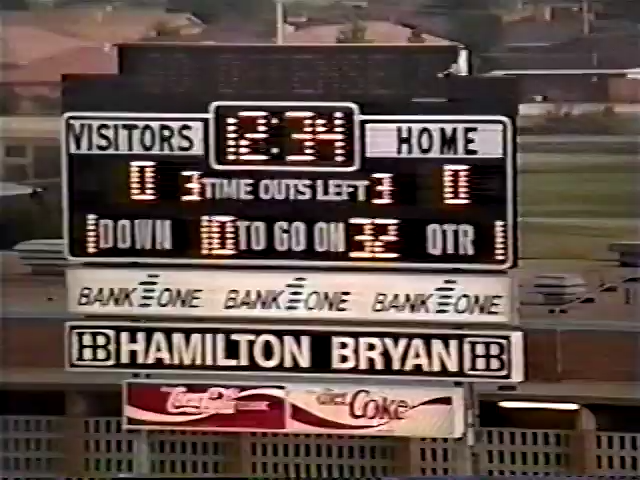 VISITORS 12:34 HOME
0 3 TIME OUTS LEFT 3 0
1 DOWN 10 TO GO ON 32 QTR 1
BANK ONE BANK ONE BANK ONE
HB HAMILTON BRYAN HB
Coca-Cola diet Coke